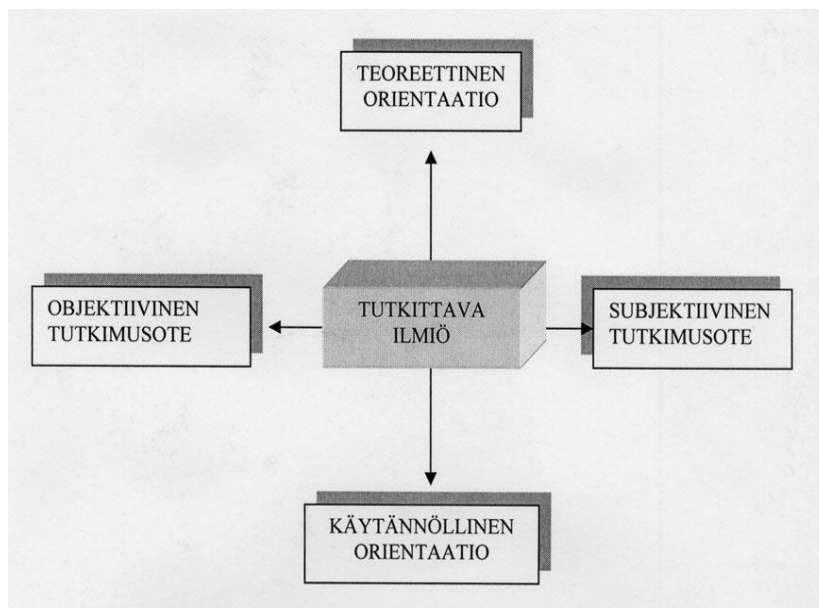 TEOREETTINEN
ORIENTAATIO
OBJEKTIIVINEN
TUTKIMUSOTE
TUTKITTAVA
ILMIÖ
SUBJEKTIIVINEN
TUTKIMUSOTE
KÄYTÄNNÖLLINEN
ORIENTAATIO